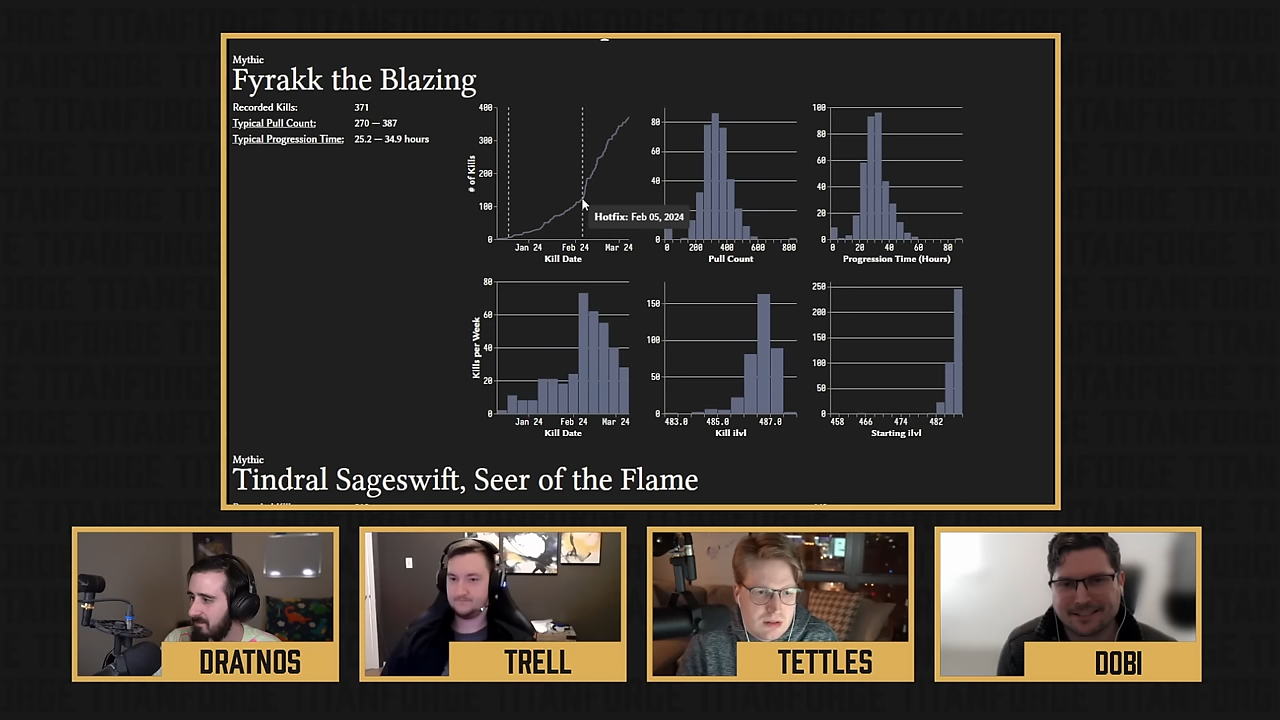 Mythic
Fyrakk the Blazing
Recorded Kills: 371
Typical Pull Count: 270 — 387
Typical Progression Time: 25.2 — 34.9 hours
# of Kills
400
300
200
100
0
Jan 24 Feb 24 Mar 24
Kill Date
Hotfix: Feb 05, 2024
80
60
40
0
0 200 400 600 800
Pull Count
100
80
60
40
20
0
0 20 40 60 80
Progression Time (Hours)
Kills per Week
80
60
40
20
0
Jan 24 Feb 24 Mar 24
Kill Date
150
100
50
0
483.0 485.0 487.0
Kill ilvl
250
200
150
100
50
0
458 466 474 482
Starting ilvl
Mythic
Tindral Sageswift, Seer of the Flame
DRATNOS
TRELL
TETTLES
DOBI